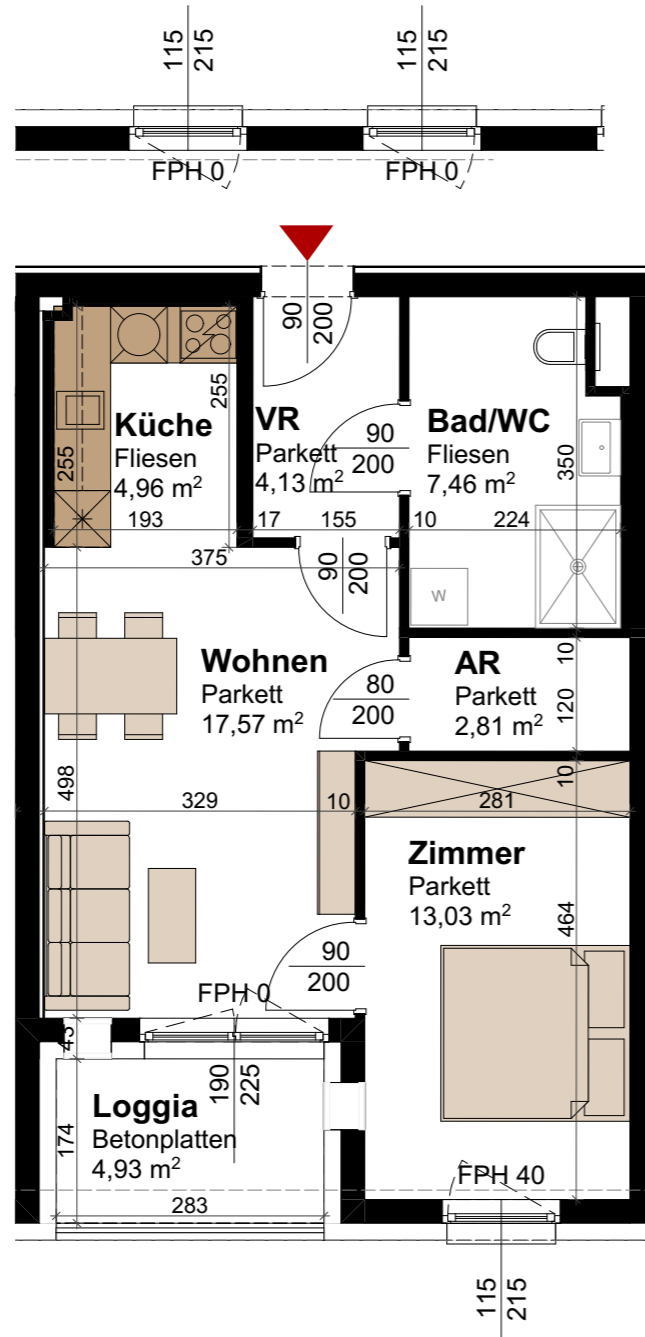 115
215
115
215
FPH 0
FPH 0
90
200
Küche
Fliesen
4,96 m²
255
255
193
VR
Parkett
4,13 m²
90
200
Bad/WC
Fliesen
7,46 m²
350
17
155
10
224
375
90
200
W
Wohnen
Parkett
17,57 m²
80
200
AR
Parkett
2,81 m²
10
120
10
498
329
10
281
Zimmer
Parkett
13,03 m²
464
90
200
FPH 0
43
190
225
Loggia
Betonplatten
4,93 m²
174
283
FPH 40
115
215